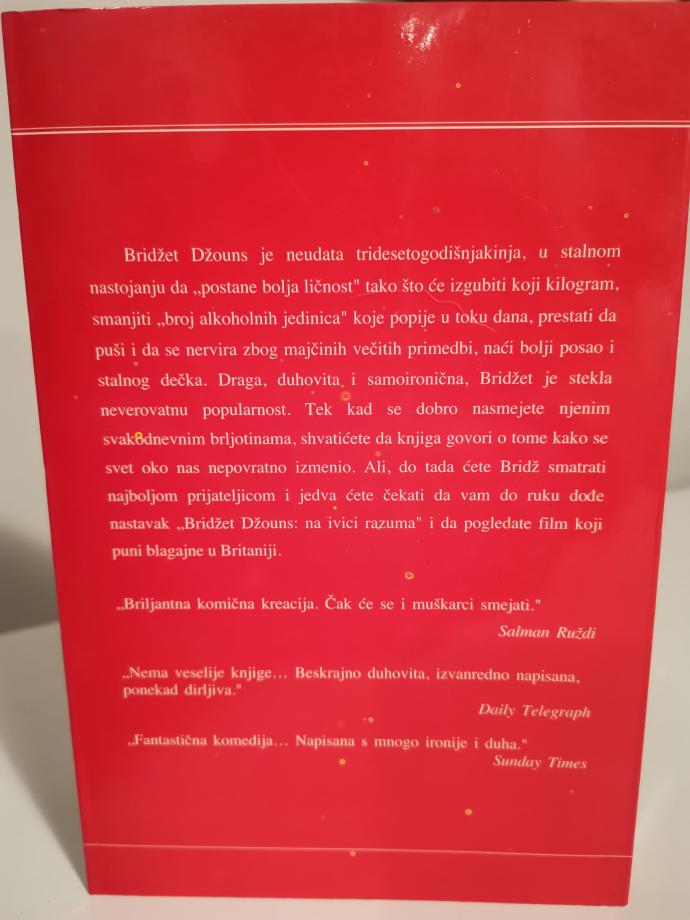 Bridžet Džouns je neudata tridesetogodišnjakinja, u stalnom
nastojanju da „postane bolja ličnost" tako što će izgubiti koji kilogram,
smanjiti „broj alkoholnih jedinica" koje popije u toku dana, prestati da
puši i da se nervira zbog majčinih večitih primedbi, naći bolji posao i
stalnog dečka. Draga, duhovita i samoironična, Bridžet je stekla
neverovatnu popularnost. Tek kad se dobro nasmejete njenim
svakodnevnim brljotinama, shvatićete da knjiga govori o tome kako se
svet oko nas nepovratno izmenio. Ali, do tada ćete Bridž smatrati
najboljom prijateljicom i jedva ćete čekati da vam do ruku dođe
nastavak „Bridžet Džouns: na ivici razuma" i da pogledate film koji
puni blagajne u Britaniji.
„Briljantna komična kreacija. Čak će se i muškarci smejati."
Salman Ruždi
„Nema veselije knjige... Beskrajno duhovita, izvanredno napisana,
ponekad dirljiva."
Daily Telegraph
„Fantastična komedija... Napisana s mnogo ironije i duha."
Sunday Times